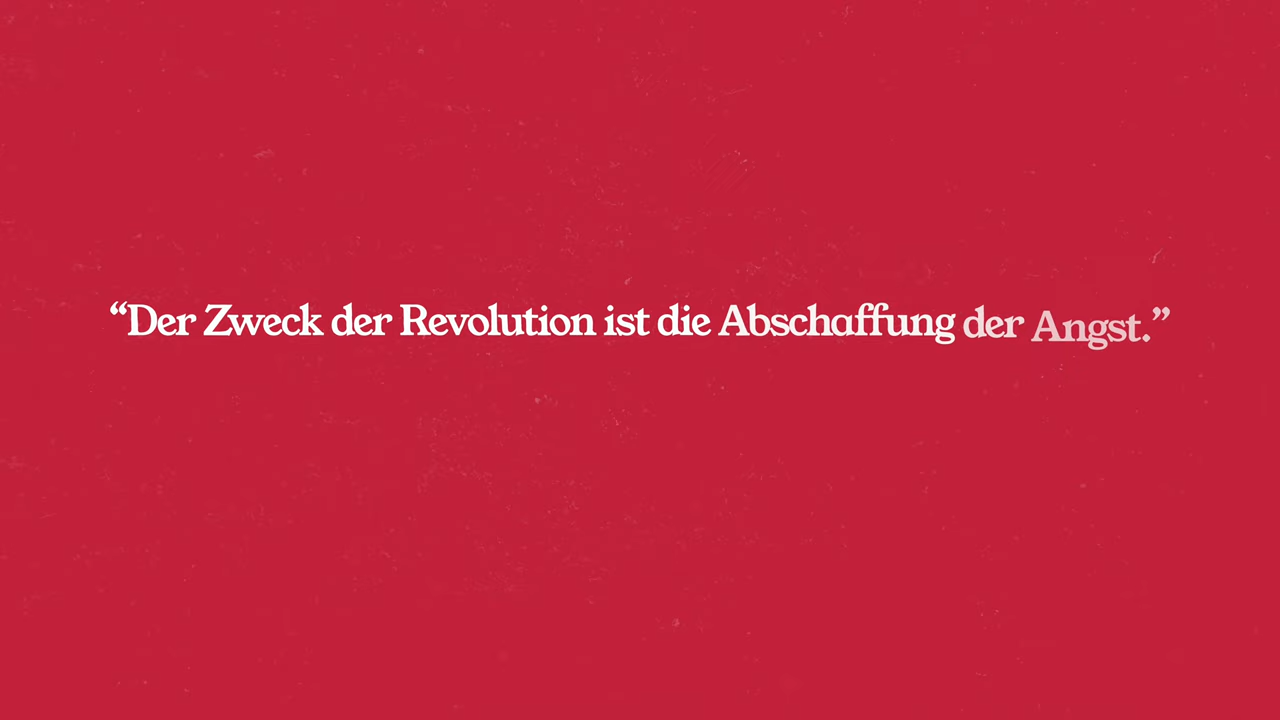 “Der Zweck der Revolution ist die Abschaffung der Angst.”